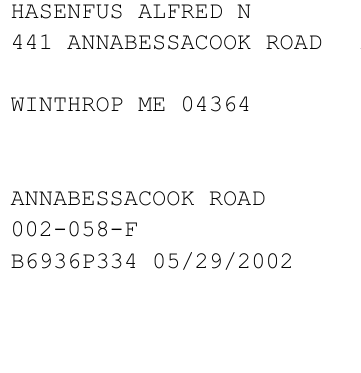 HASENFUS ALFRED N
441 ANNABESSACOOK ROAD
WINTHROP ME 04364
ANNABESSACOOK ROAD
002-058-F
B6936P334 05/29/2002